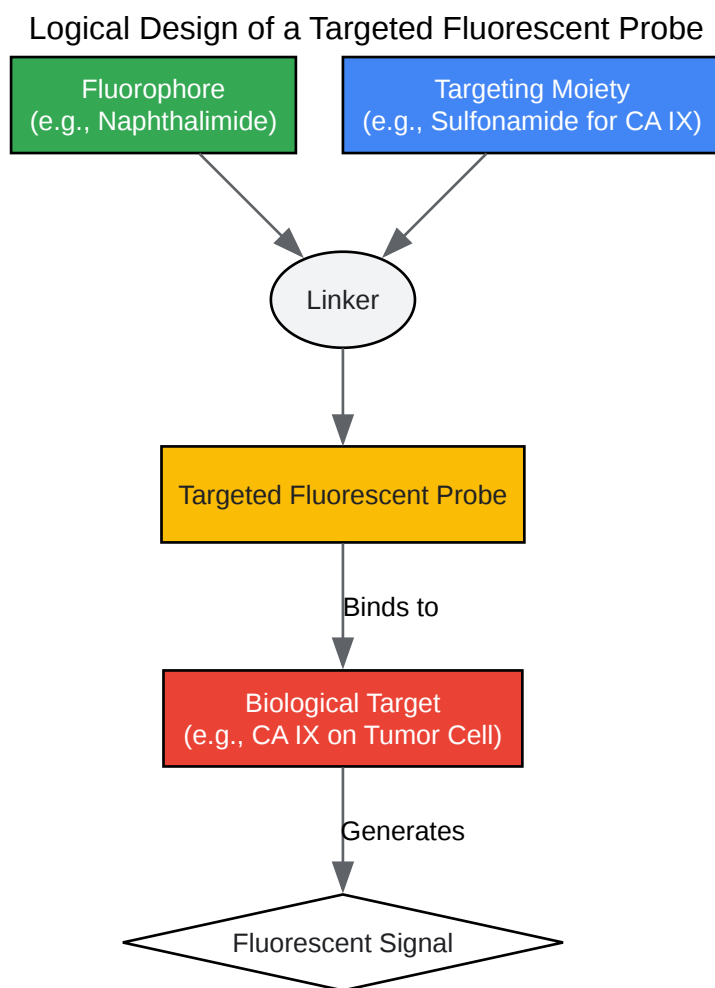 Logical Design of a Targeted Fluorescent Probe
Fluorophore
(e.g., Naphthalimide)
Targeting Moiety
(e.g., Sulfonamide for CA IX)
Linker
Targeted Fluorescent Probe
Binds to
Biological Target
(e.g., CA IX on Tumor Cell)
Generates
Fluorescent Signal